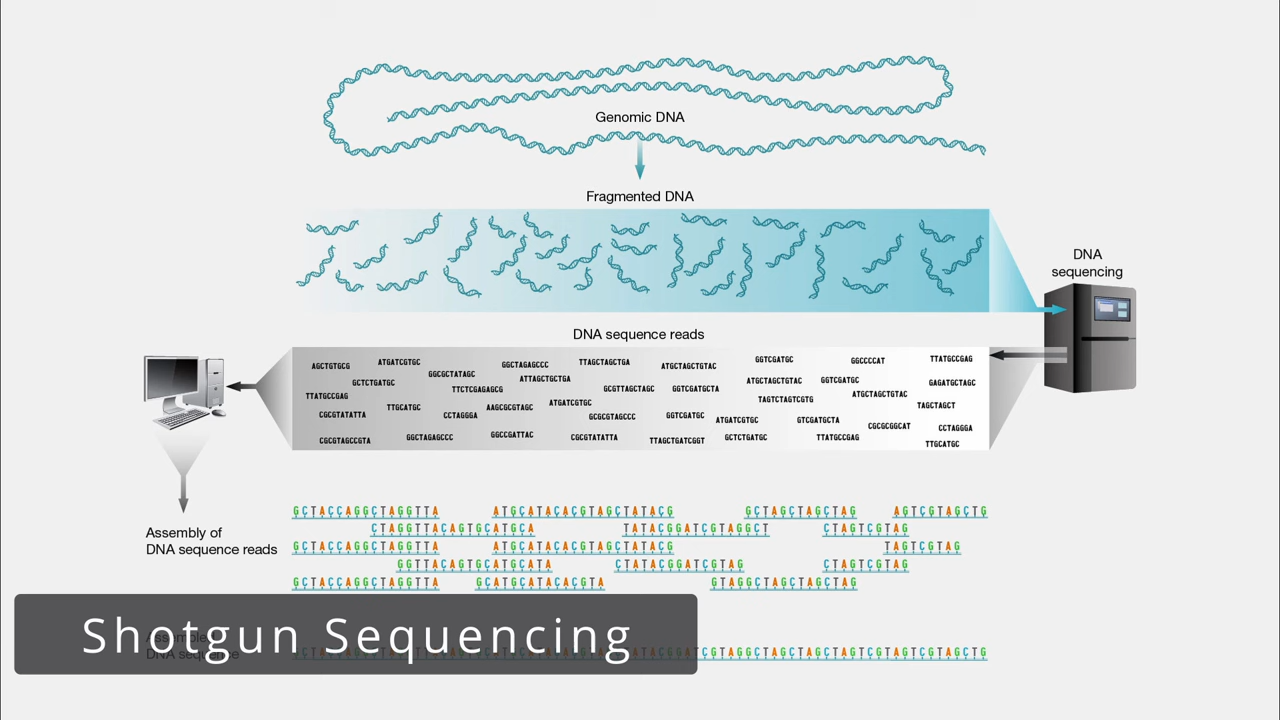 Genomic DNA
Fragmented DNA
DNA
sequencing
DNA sequence reads
AGCTGTGCG
ATGATCGTGC
GGCTAGAGCCC
TTAGCTAGCTGA
ATGCTAGCTGTAC
GGTCGATGC
GGCCCCAT
TTATGCCGAG
GCTCTGATGC
GGCGCTATAGC
TTCTCGAGAGCG
ATTAGCTGCTGA
GCGTTAGCTAGC
GGTCGATGCTA
ATGCTAGCTGTAC
GGTCGATGC
ATGCTAGCTGTAC
GAGATGCTAGC
TTATGCCGAG
TTGCATGC
CCTAGGGA
AAGCGCGTAGC
ATGATCGTGC
TAGTCTAGTCGTG
TAGCTAGCT
CGCGTATATTA
GCGCGTAGCCC
GGTCGATGC
ATGATCGTGC
GTCGATGCTA
CGCGCGGCAT
CCTAGGGA
CGCGTAGCCGTA
GGCTAGAGCCC
GGCCGATTAC
CGCGTATATTA
TTAGCTGATCGGT
GCTCTGATGC
TTATGCCGAG
TTGCATGC
Assembly of
DNA sequence reads
GCTACCAGGCTAGGTTA ATGCATACACGTAGCTATACG GCTAGCTAGCTAG AGTCGTAGCTG
CTAGGTTACAGTGCATGCA TATACGGATCGTAGGCT CTAGTCGTAG
GCTACCAGGCTAGGTTA ATGCATACACGTAGCTATACG TAGTCGTAG
GGTTACAGTGCATGCATA CTATACGGATCGTAG CTAGTCGTAG
GCTACCAGGCTAGGTTA GCATGCATACACGTA GTAGGCTAGCTAGCTAG
Shotgun Sequencing
DNA sequence
CGTAGGCTAGCTAGCTAGTCGTAGTCGTAGCTG